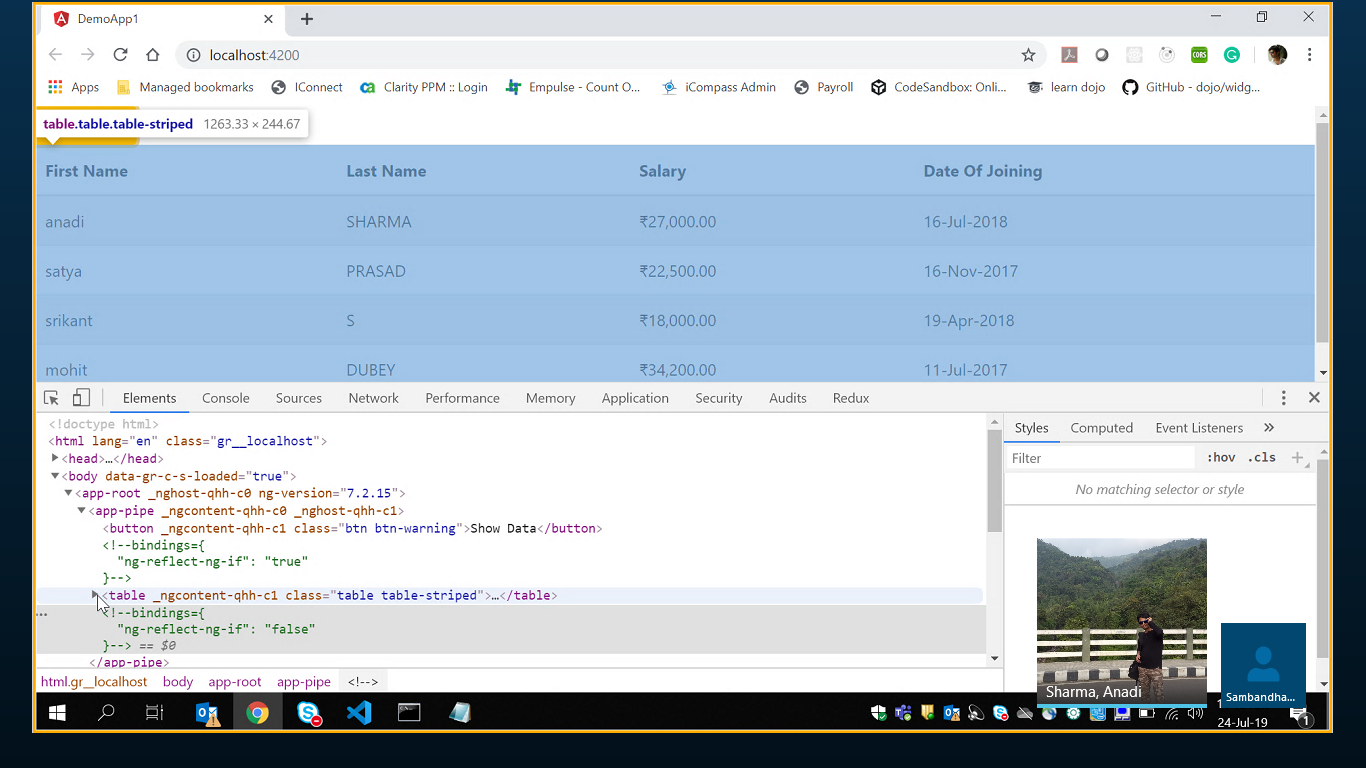 DemoApp1
localhost:4200
CORS
Apps Managed bookmarks IConnect Clarity PPM :: Login Empulse - Count O... iCompass Admin Payroll CodeSandbox: Onli... learn dojo GitHub - dojo/widg...
table.table.table-striped 1263.33 × 244.67
First Name Last Name Salary Date Of Joining
anadi SHARMA ₹27,000.00 16-Jul-2018
satya PRASAD ₹22,500.00 16-Nov-2017
srikant S ₹18,000.00 19-Apr-2018
mohit DUBEY ₹34,200.00 11-Jul-2017
Elements Console Sources Network Performance Memory Application Security Audits Redux
<!doctype html>
<html lang="en" class="gr__localhost">
<head>…</head>
<body data-gr-c-s-loaded="true">
<app-root _nghost-qhh-c0 ng-version="7.2.15">
<app-pipe _ngcontent-qhh-c0 _nghost-qhh-c1>
<button _ngcontent-qhh-c1 class="btn btn-warning">Show Data</button>
<!--bindings={
"ng-reflect-ng-if": "true"
}-->
<table _ngcontent-qhh-c1 class="table table-striped">…</table>
<!--bindings={
"ng-reflect-ng-if": "false"
}--> == $0
</app-pipe>
html.gr__localhost body app-root app-pipe <!-->
Styles Computed Event Listeners »
Filter :hov .cls +
No matching selector or style
Sharma, Anadi
Sambandha...
24-Jul-19
1